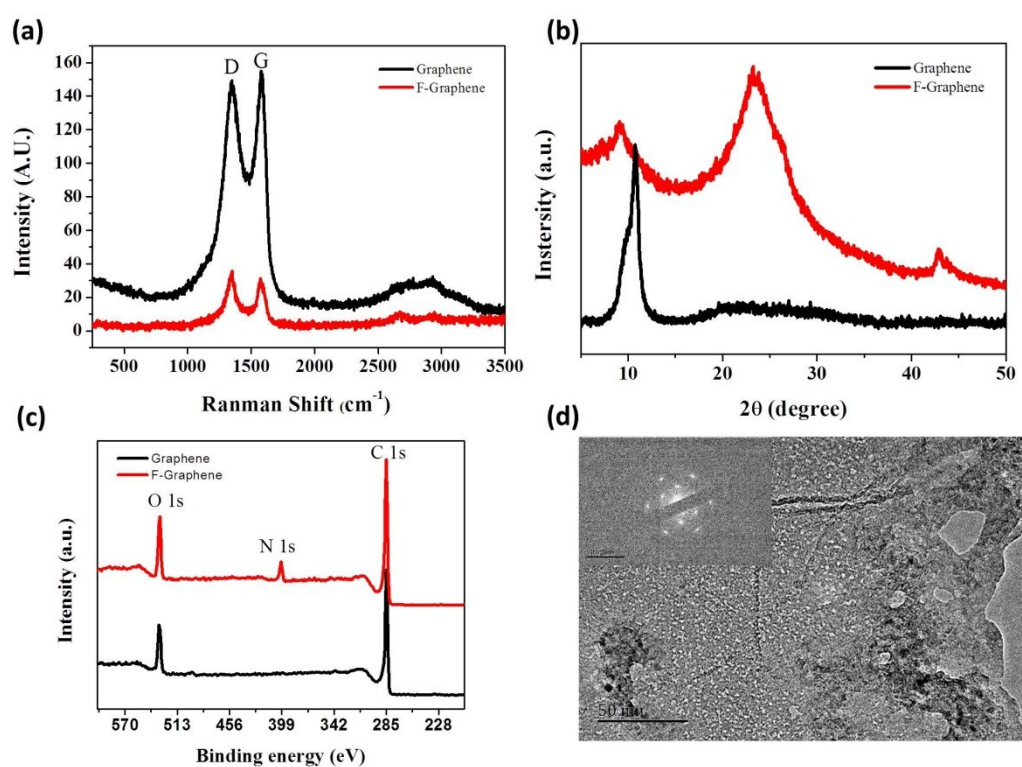 (a)
160
140
120
100
80
60
40
20
0
Intensity (A.U.)
D G
Graphene
F-Graphene
500 1000 1500 2000 2500 3000 3500
Ranman Shift (cm⁻¹)
(b)
Instersity (a.u.)
Graphene
F-Graphene
10 20 30 40 50
2θ (degree)
(c)
Intensity (a.u.)
Graphene
F-Graphene
O 1s
N 1s
C 1s
570 513 456 399 342 285 228
Binding energy (eV)
(d)
50 nm